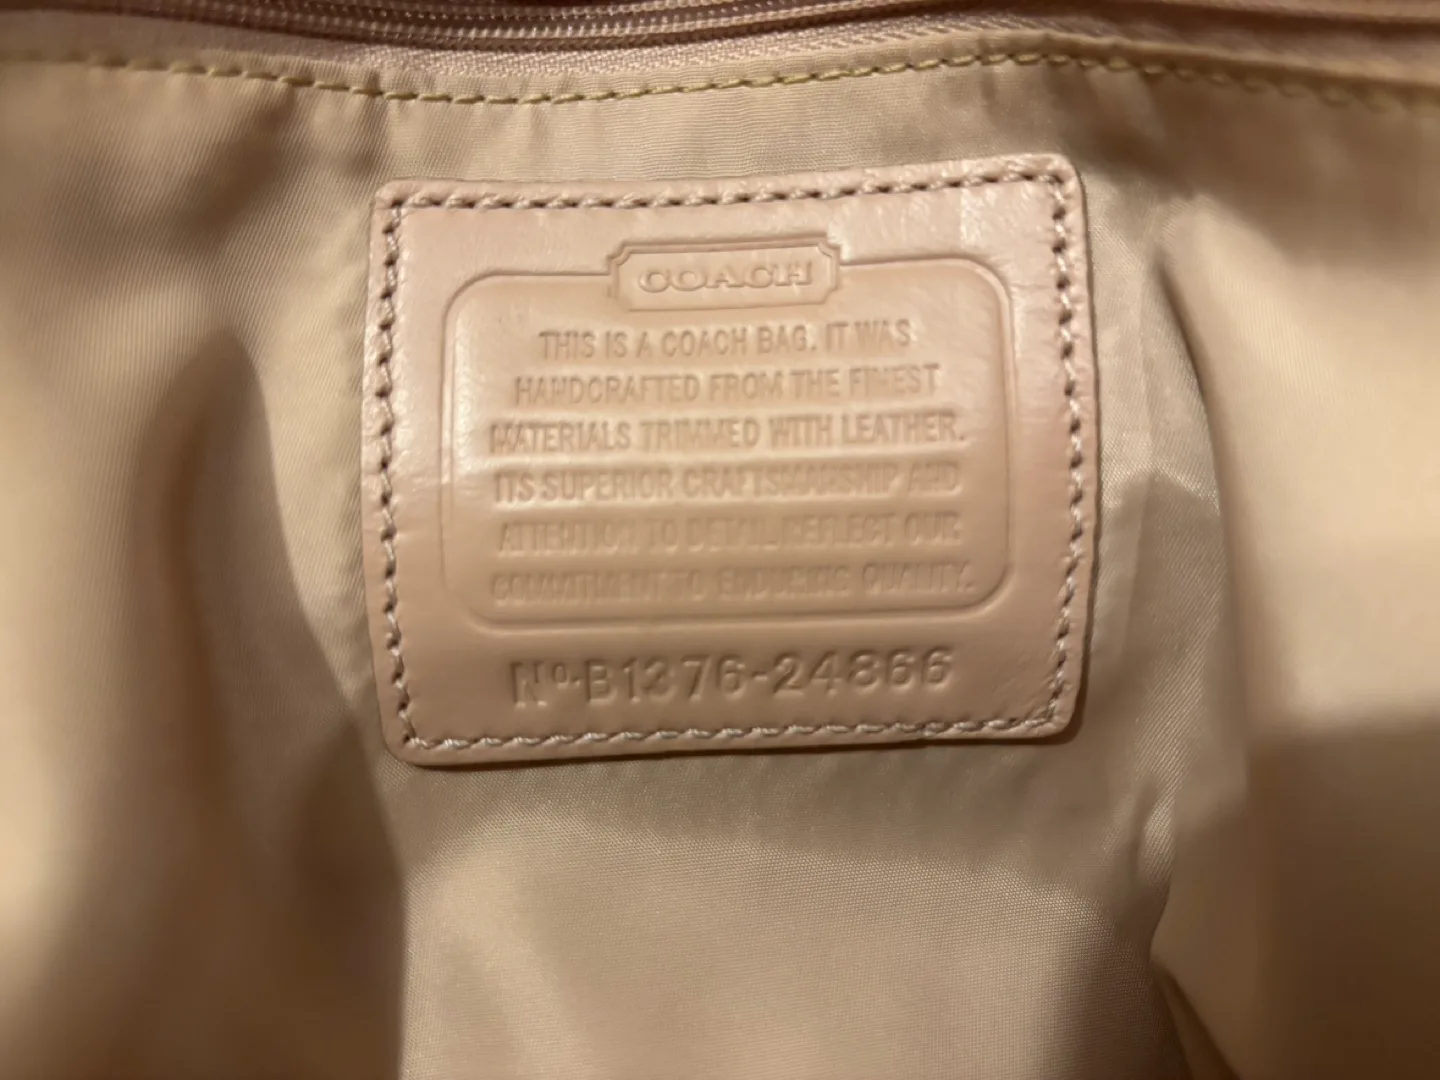 COACH
THIS IS A COACH BAG. IT WAS
HANDCRAFTED FROM THE FINEST
MATERIALS TRIMMED WITH LEATHER.
ITS SUPERIOR CRAFTSMANSHIP AND
ATTENTION TO DETAIL REFLECT OUR
COMMITMENT TO ENDURING QUALITY.
Nº.B1376-24866